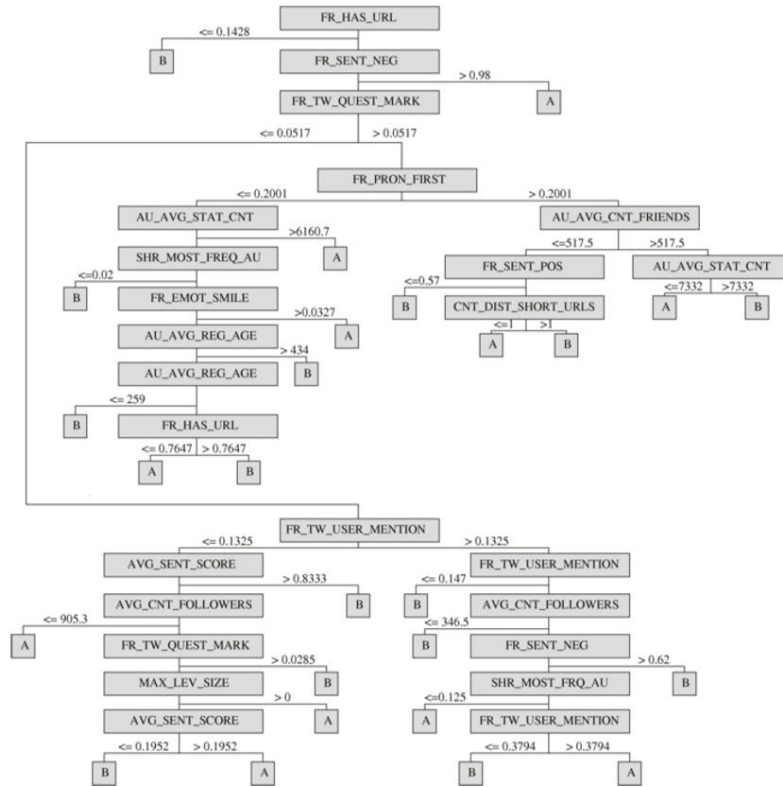 FR_HAS_URL
<= 0.1428
B
FR_SENT_NEG
> 0.98
FR_TW_QUEST_MARK
A
<= 0.0517 > 0.0517
FR_PRON_FIRST
<= 0.2001 > 0.2001
AU_AVG_STAT_CNT AU_AVG_CNT_FRIENDS
>6160.7 <=517.5 >517.5
SHR_MOST_FREQ_AU A FR_SENT_POS AU_AVG_STAT_CNT
<=0.02 <=0.57 <=7332 >7332
B FR_EMOT_SMILE B CNT_DIST_SHORT_URLS A B
>0.0327 <=1 >1
AU_AVG_REG_AGE A A B
> 434
AU_AVG_REG_AGE B
<= 259
B FR_HAS_URL
<= 0.7647 > 0.7647
A B
FR_TW_USER_MENTION
<= 0.1325 > 0.1325
AVG_SENT_SCORE FR_TW_USER_MENTION
> 0.8333 <= 0.147
AVG_CNT_FOLLOWERS B B AVG_CNT_FOLLOWERS
<= 905.3 <= 346.5
A FR_TW_QUEST_MARK B FR_SENT_NEG
> 0.0285 > 0.62
MAX_LEV_SIZE B SHR_MOST_FRQ_AU B
> 0 <=0.125
AVG_SENT_SCORE A A FR_TW_USER_MENTION
<= 0.1952 > 0.1952 <= 0.3794 > 0.3794
B A B A